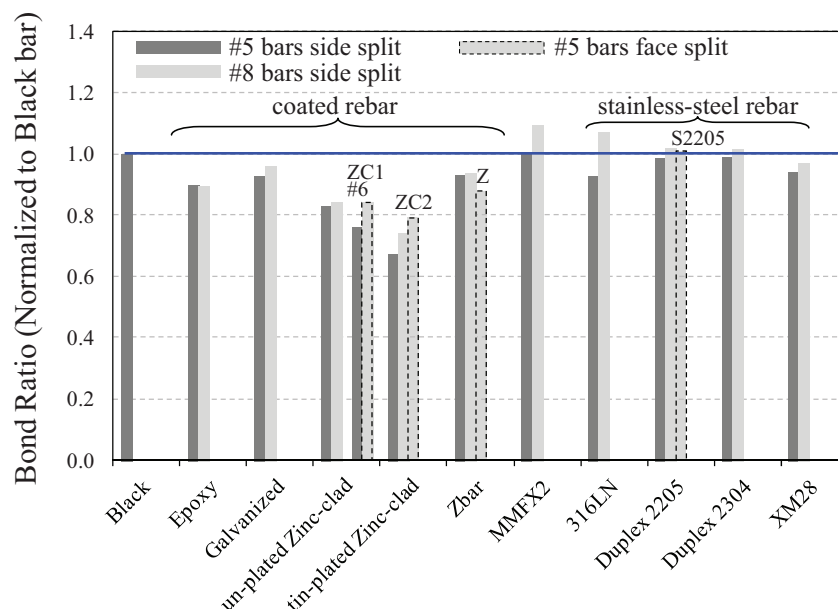 Bond Ratio (Normalized to Black bar)
1.4
1.2
1.0
0.8
0.6
0.4
0.2
0.0
#5 bars side split
#5 bars face split
#8 bars side split
coated rebar
stainless-steel rebar
S2205
ZC1
#6
ZC2
Z
Black
Epoxy
Galvanized
un-plated Zinc-clad
tin-plated Zinc-clad
Zbar
MMFX2
316LN
Duplex 2205
Duplex 2304
XM28